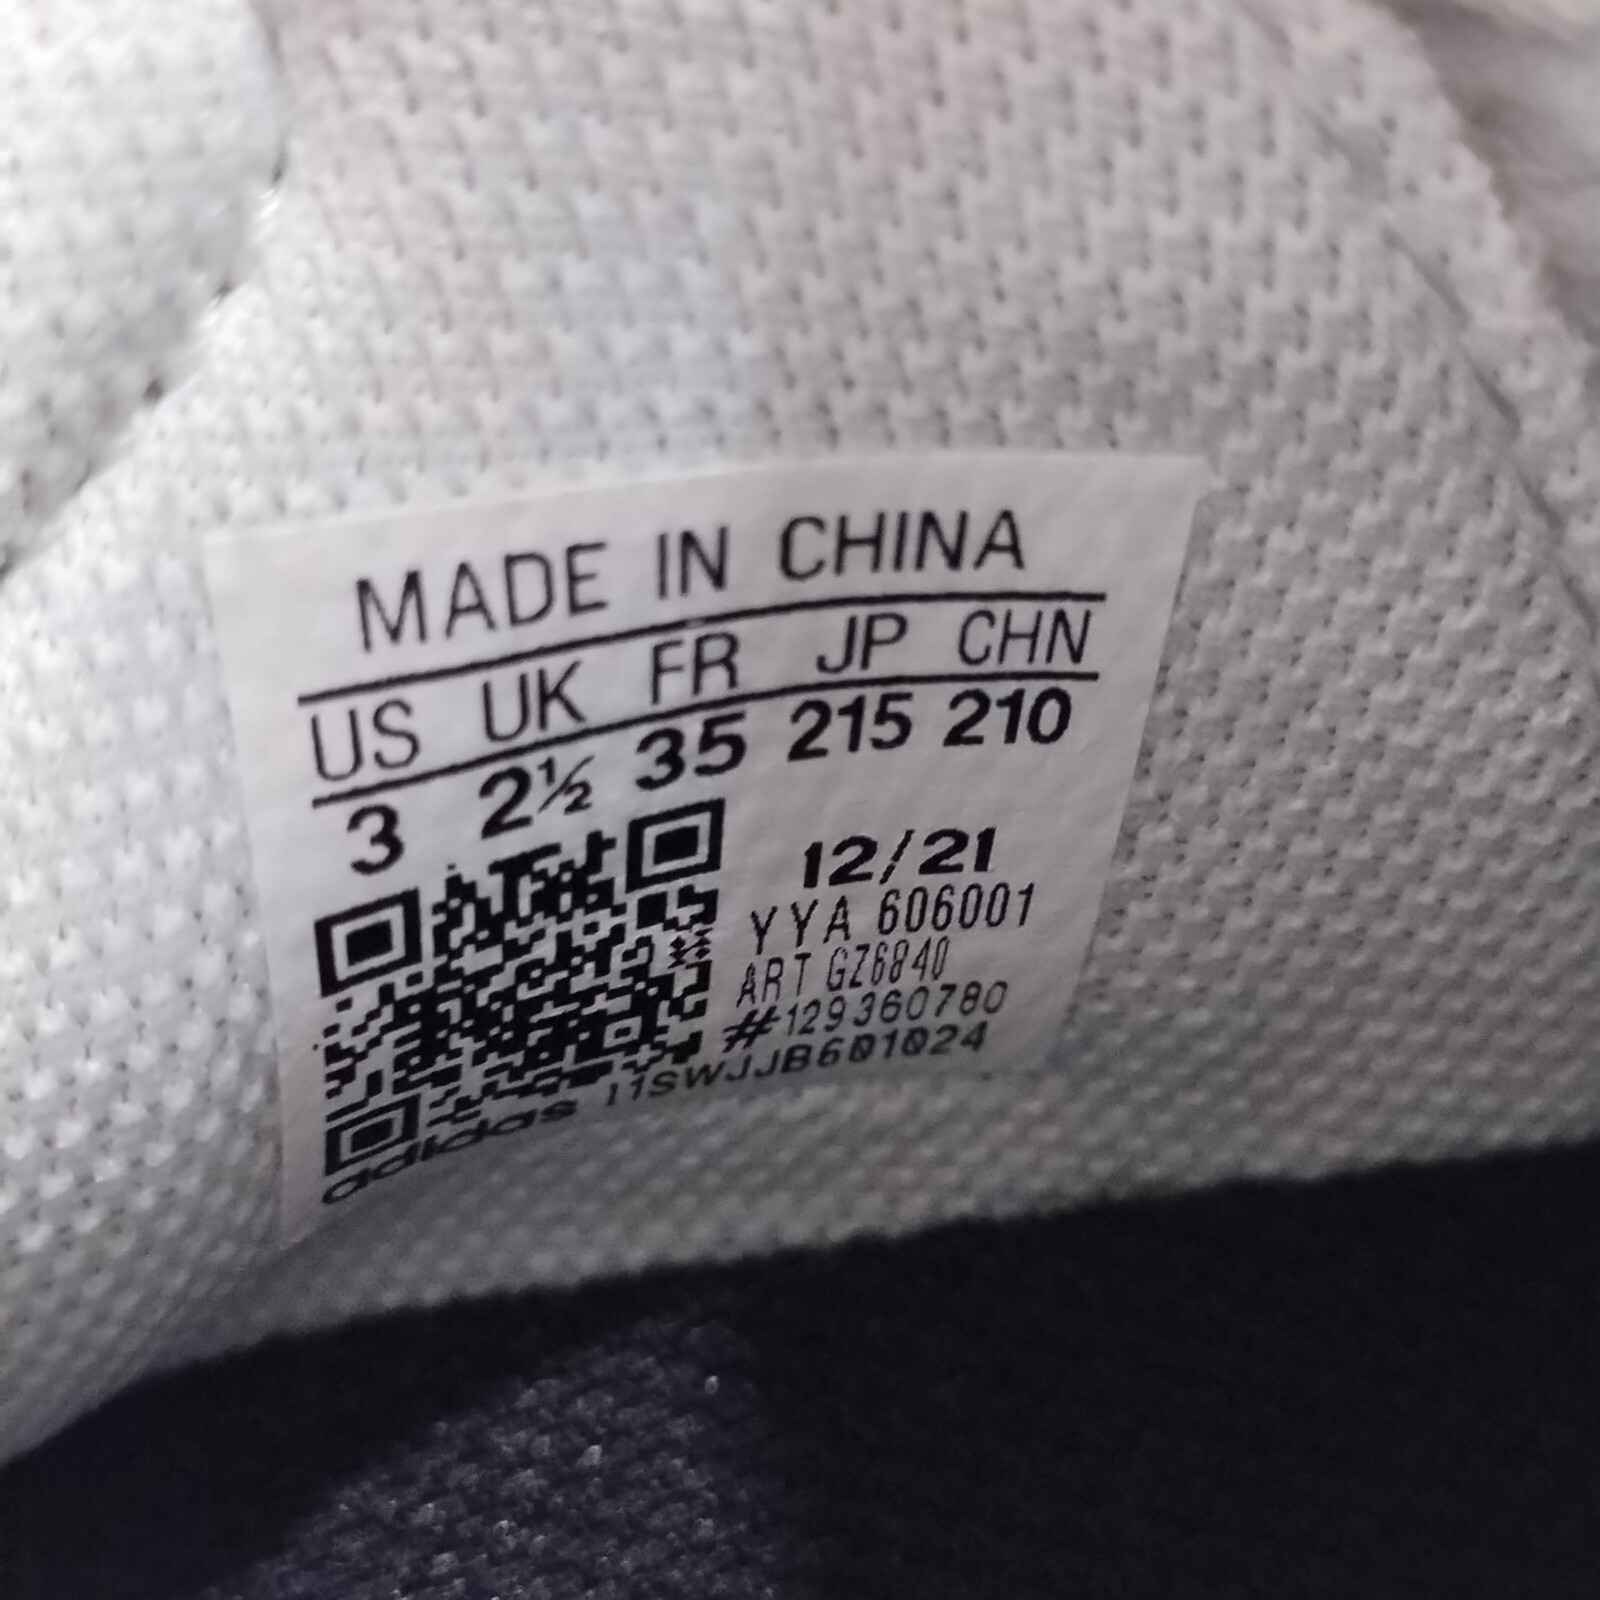 MADE IN CHINA
US UK FR JP CHN
3 2½ 35 215 210
12/21
YYA 606001
ART GZ6840
#129360780
adidas 11SWJJB601024